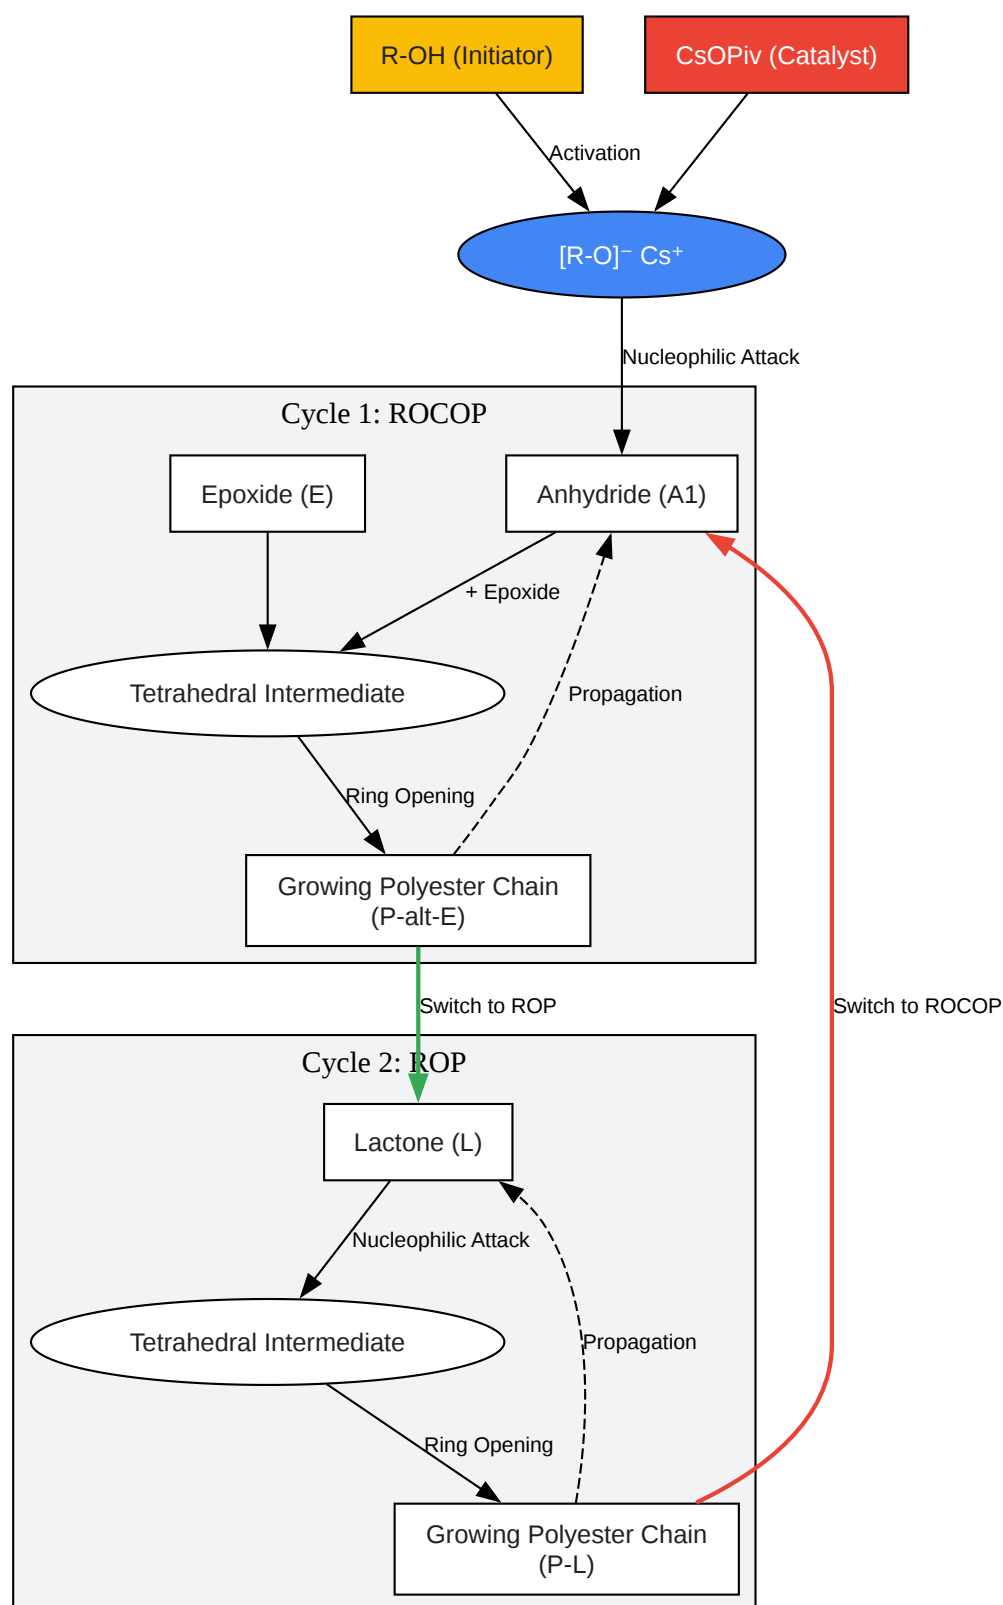 R-OH (Initiator)
CsOPiv (Catalyst)
Activation
[R-O]⁻ Cs⁺
Nucleophilic Attack
Cycle 1: ROCOP
Epoxide (E)
Anhydride (A1)
+ Epoxide
Tetrahedral Intermediate
Propagation
Ring Opening
Growing Polyester Chain
(P-alt-E)
Switch to ROP
Switch to ROCOP
Cycle 2: ROP
Lactone (L)
Nucleophilic Attack
Tetrahedral Intermediate
Propagation
Ring Opening
Growing Polyester Chain
(P-L)